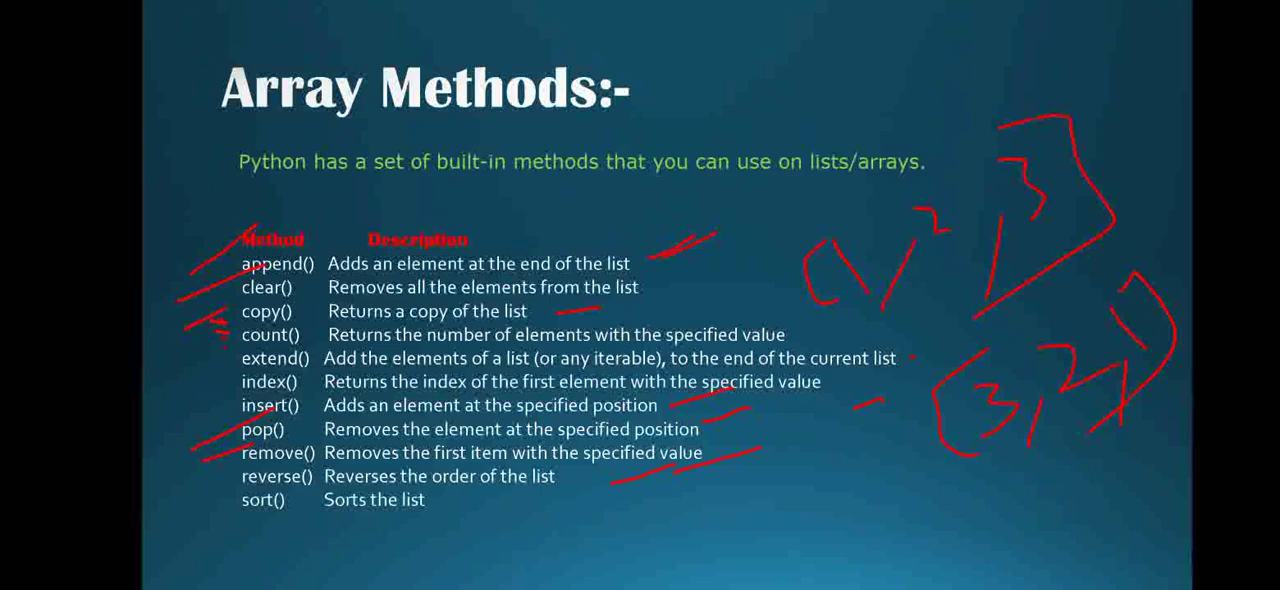 Array Methods:-
Python has a set of built-in methods that you can use on lists/arrays.
Method Description
append() Adds an element at the end of the list
clear() Removes all the elements from the list
copy() Returns a copy of the list
count() Returns the number of elements with the specified value
extend() Add the elements of a list (or any iterable), to the end of the current list
index() Returns the index of the first element with the specified value
insert() Adds an element at the specified position
pop() Removes the element at the specified position
remove() Removes the first item with the specified value
reverse() Reverses the order of the list
sort() Sorts the list
[1, 2, 3]
[3, 2, 1]